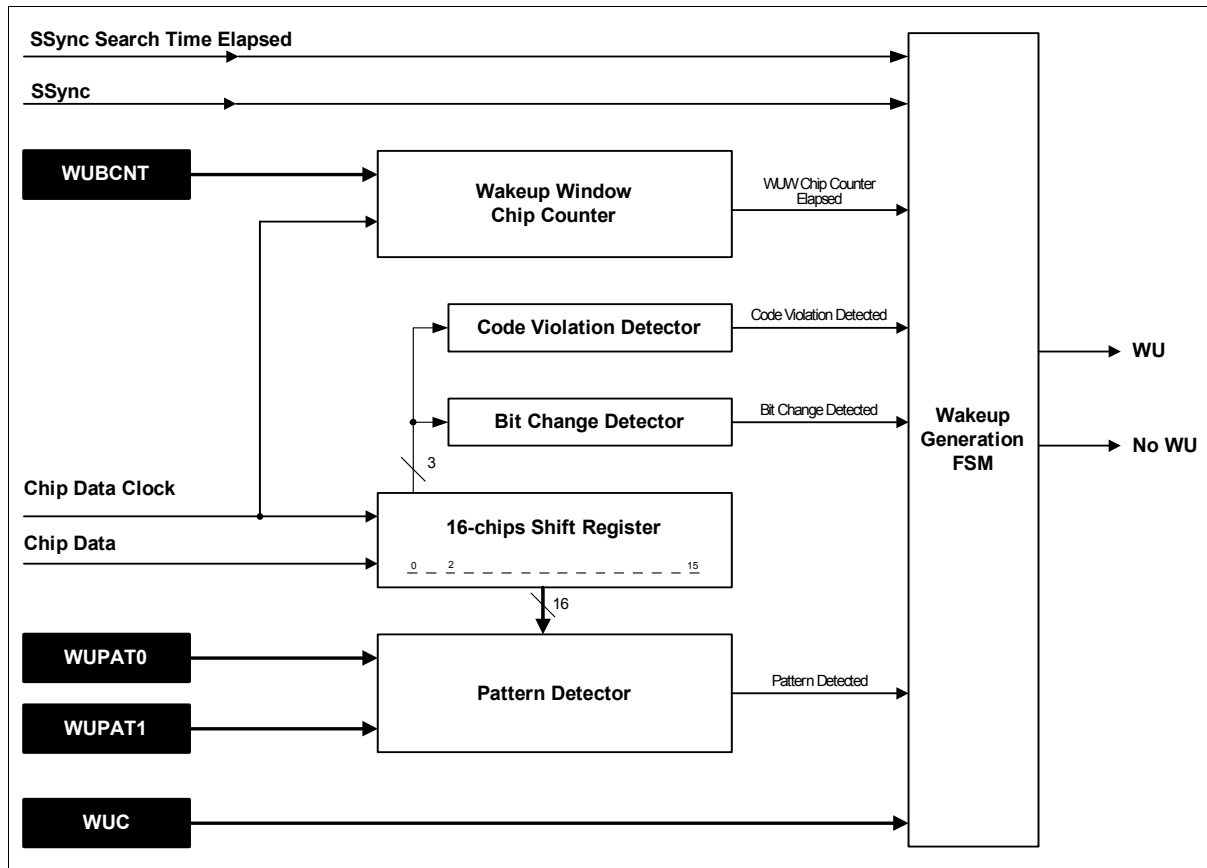 SSync Search Time Elapsed
SSync
WUBCNT
Wakeup Window
Chip Counter
WUW Chip Counter
Elapsed
Code Violation Detector
Code Violation Detected
WU
Bit Change Detector
Bit Change Detected
Wakeup
Generation
FSM
No WU
3
Chip Data Clock
16-chips Shift Register
Chip Data
0 2 15
16
WUPAT0
Pattern Detector
Pattern Detected
WUPAT1
WUC